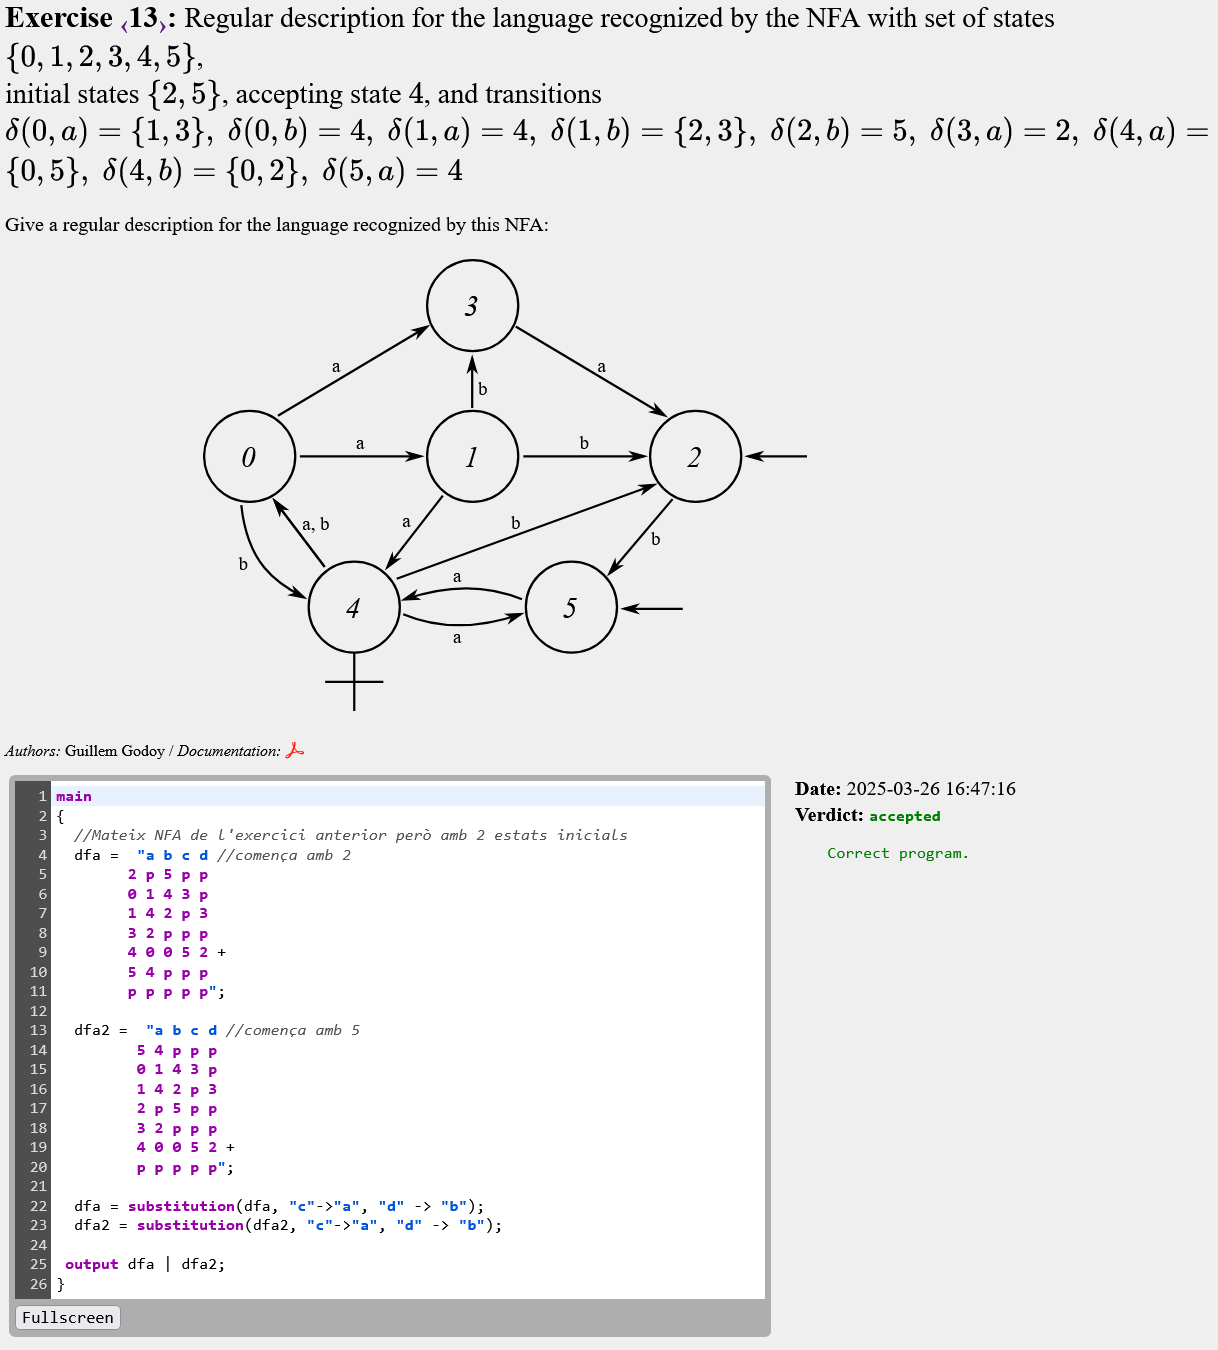 Exercise ‹13›: Regular description for the language recognized by the NFA with set of states
{0, 1, 2, 3, 4, 5},
initial states {2, 5}, accepting state 4, and transitions
δ(0, a) = {1, 3}, δ(0, b) = 4, δ(1, a) = 4, δ(1, b) = {2, 3}, δ(2, b) = 5, δ(3, a) = 2, δ(4, a) =
{0, 5}, δ(4, b) = {0, 2}, δ(5, a) = 4
Give a regular description for the language recognized by this NFA:
3
a
a
b
0
a
1
b
2
a, b
a
b
b
b
a
4
5
a
Authors: Guillem Godoy / Documentation:
1 main
2 {
3 //Mateix NFA de l'exercici anterior però amb 2 estats inicials
4 dfa = "a b c d //comença amb 2
5 2 p 5 p p
6 0 1 4 3 p
7 1 4 2 p 3
8 3 2 p p p
9 4 0 0 5 2 +
10 5 4 p p p
11 p p p p p";
12
13 dfa2 = "a b c d //comença amb 5
14 5 4 p p p
15 0 1 4 3 p
16 1 4 2 p 3
17 2 p 5 p p
18 3 2 p p p
19 4 0 0 5 2 +
20 p p p p p";
21
22 dfa = substitution(dfa, "c"->"a", "d" -> "b");
23 dfa2 = substitution(dfa2, "c"->"a", "d" -> "b");
24
25 output dfa | dfa2;
26 }
Fullscreen
Date: 2025-03-26 16:47:16
Verdict: accepted
Correct program.